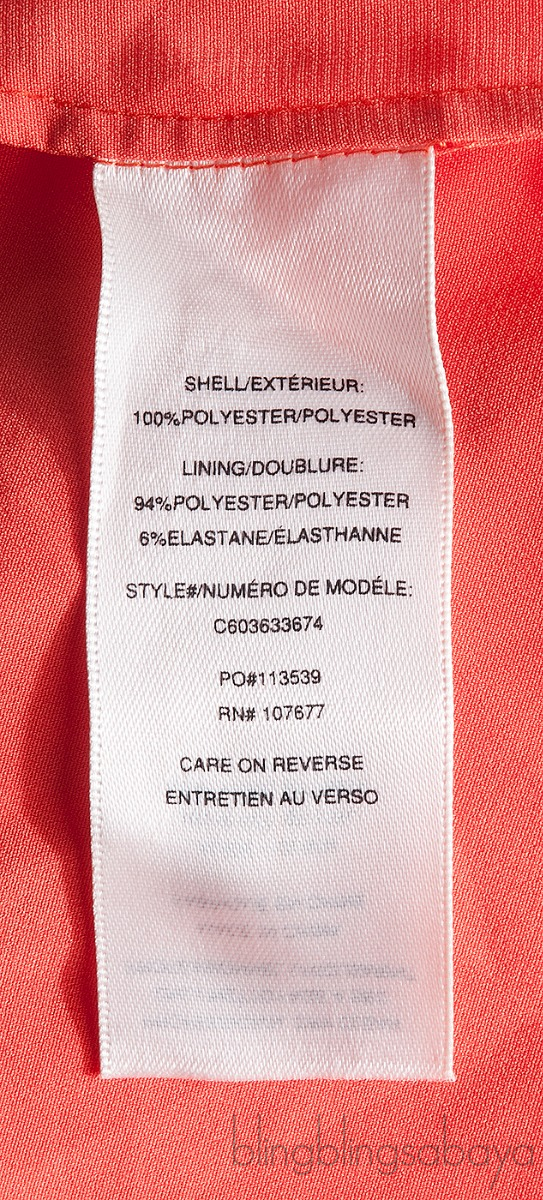 SHELL/EXTÉRIEUR:
100%POLYESTER/POLYESTER
LINING/DOUBLURE:
94%POLYESTER/POLYESTER
6%ELASTANE/ÉLASTHANNE
STYLE#/NUMÉRO DE MODÉLE:
C603633674
PO#113539
RN# 107677
CARE ON REVERSE
ENTRETIEN AU VERSO
blingblingsabaya